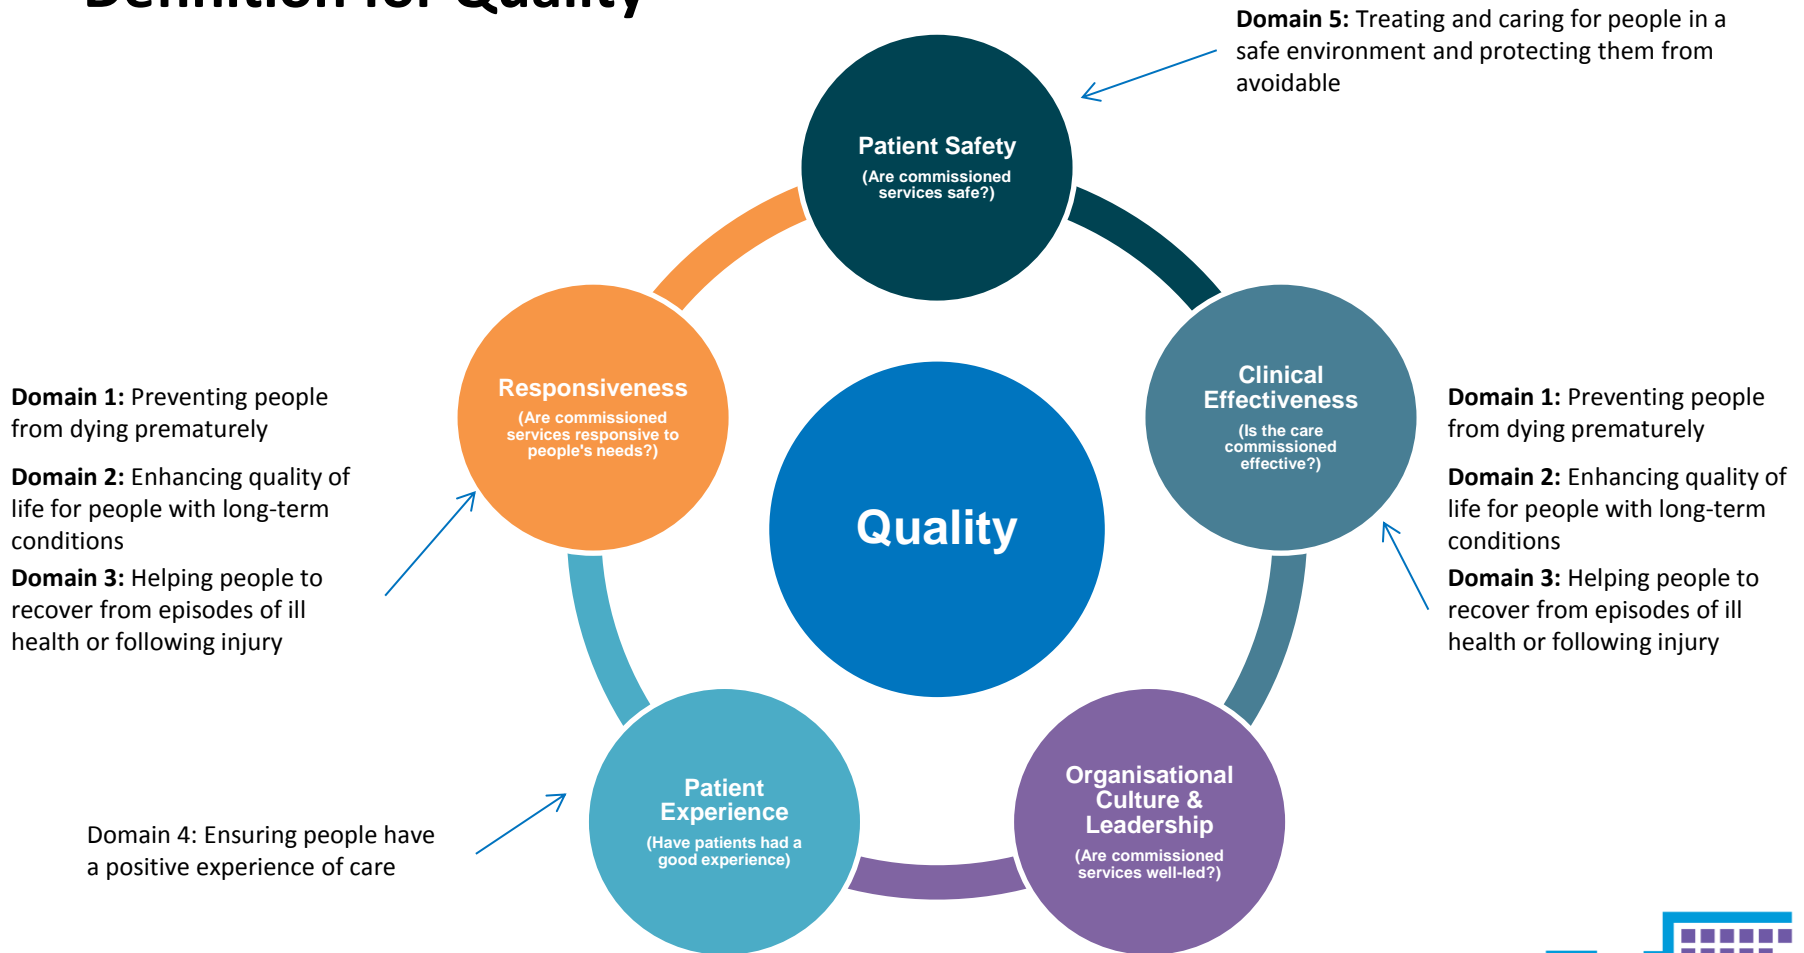 Definition for Quality
Domain 5: Treating and caring for people in a
safe environment and protecting them from
avoidable
Patient Safety
(Are commissioned
services safe?)
Responsiveness
(Are commissioned
services responsive to
people's needs?)
Clinical
Effectiveness
(Is the care
commissioned
effective?)
Domain 1: Preventing people
from dying prematurely
Domain 2: Enhancing quality of
life for people with long-term
conditions
Domain 3: Helping people to
recover from episodes of ill
health or following injury
Quality
Domain 1: Preventing people
from dying prematurely
Domain 2: Enhancing quality of
life for people with long-term
conditions
Domain 3: Helping people to
recover from episodes of ill
health or following injury
Patient
Experience
(Have patients had a
good experience)
Organisational
Culture &
Leadership
(Are commissioned
services well-led?)
Domain 4: Ensuring people have
a positive experience of care